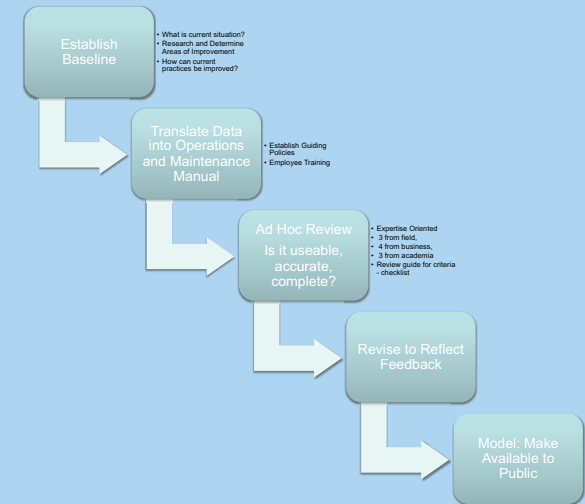 Establish
Baseline
• What is current situation?
• Research and Determine
Areas of Improvement
• How can current
practices be improved?
Translate Data
into Operations
and Maintenance
Manual
• Establish Guiding
Policies
• Employee Training
Ad Hoc Review
Is it useable,
accurate,
complete?
• Expertise Oriented
• 3 from field,
• 4 from business,
• 3 from academia
• Review guide for criteria
- checklist
Revise to Reflect
Feedback
Model: Make
Available to
Public